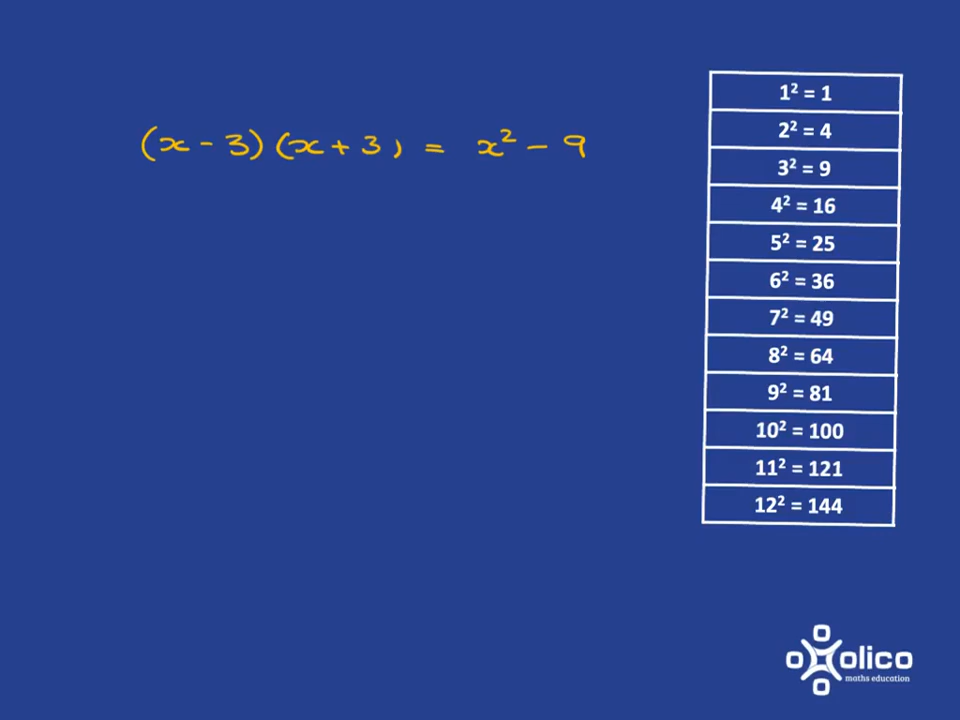 (x - 3)(x + 3) = x² - 9
1² = 1
2² = 4
3² = 9
4² = 16
5² = 25
6² = 36
7² = 49
8² = 64
9² = 81
10² = 100
11² = 121
12² = 144
olico
maths education